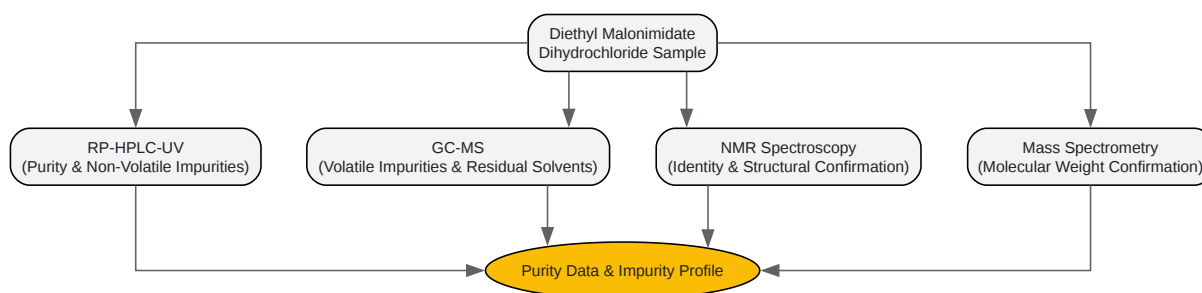 Diethyl Malonimidate
Dihydrochloride Sample
RP-HPLC-UV
(Purity & Non-Volatile Impurities)
GC-MS
(Volatile Impurities & Residual Solvents)
NMR Spectroscopy
(Identity & Structural Confirmation)
Mass Spectrometry
(Molecular Weight Confirmation)
Purity Data & Impurity Profile